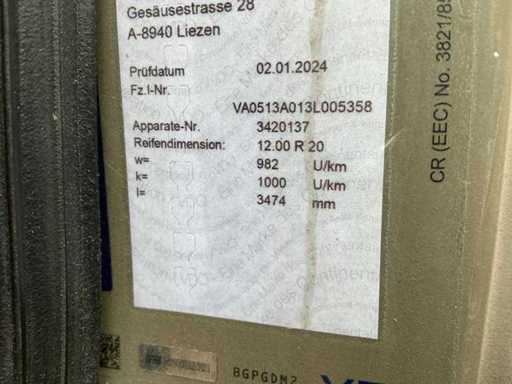 Gesäusestrasse 28
A-8940 Liezen
Prüfdatum 02.01.2024
Fz.I-Nr.
VA0513A013L005358
Apparate-Nr. 3420137
Reifendimension: 12.00 R 20
w= 982 U/km
k= 1000 U/km
l= 3474 mm
CR (EEC) No. 3821/85
BGPGDM2